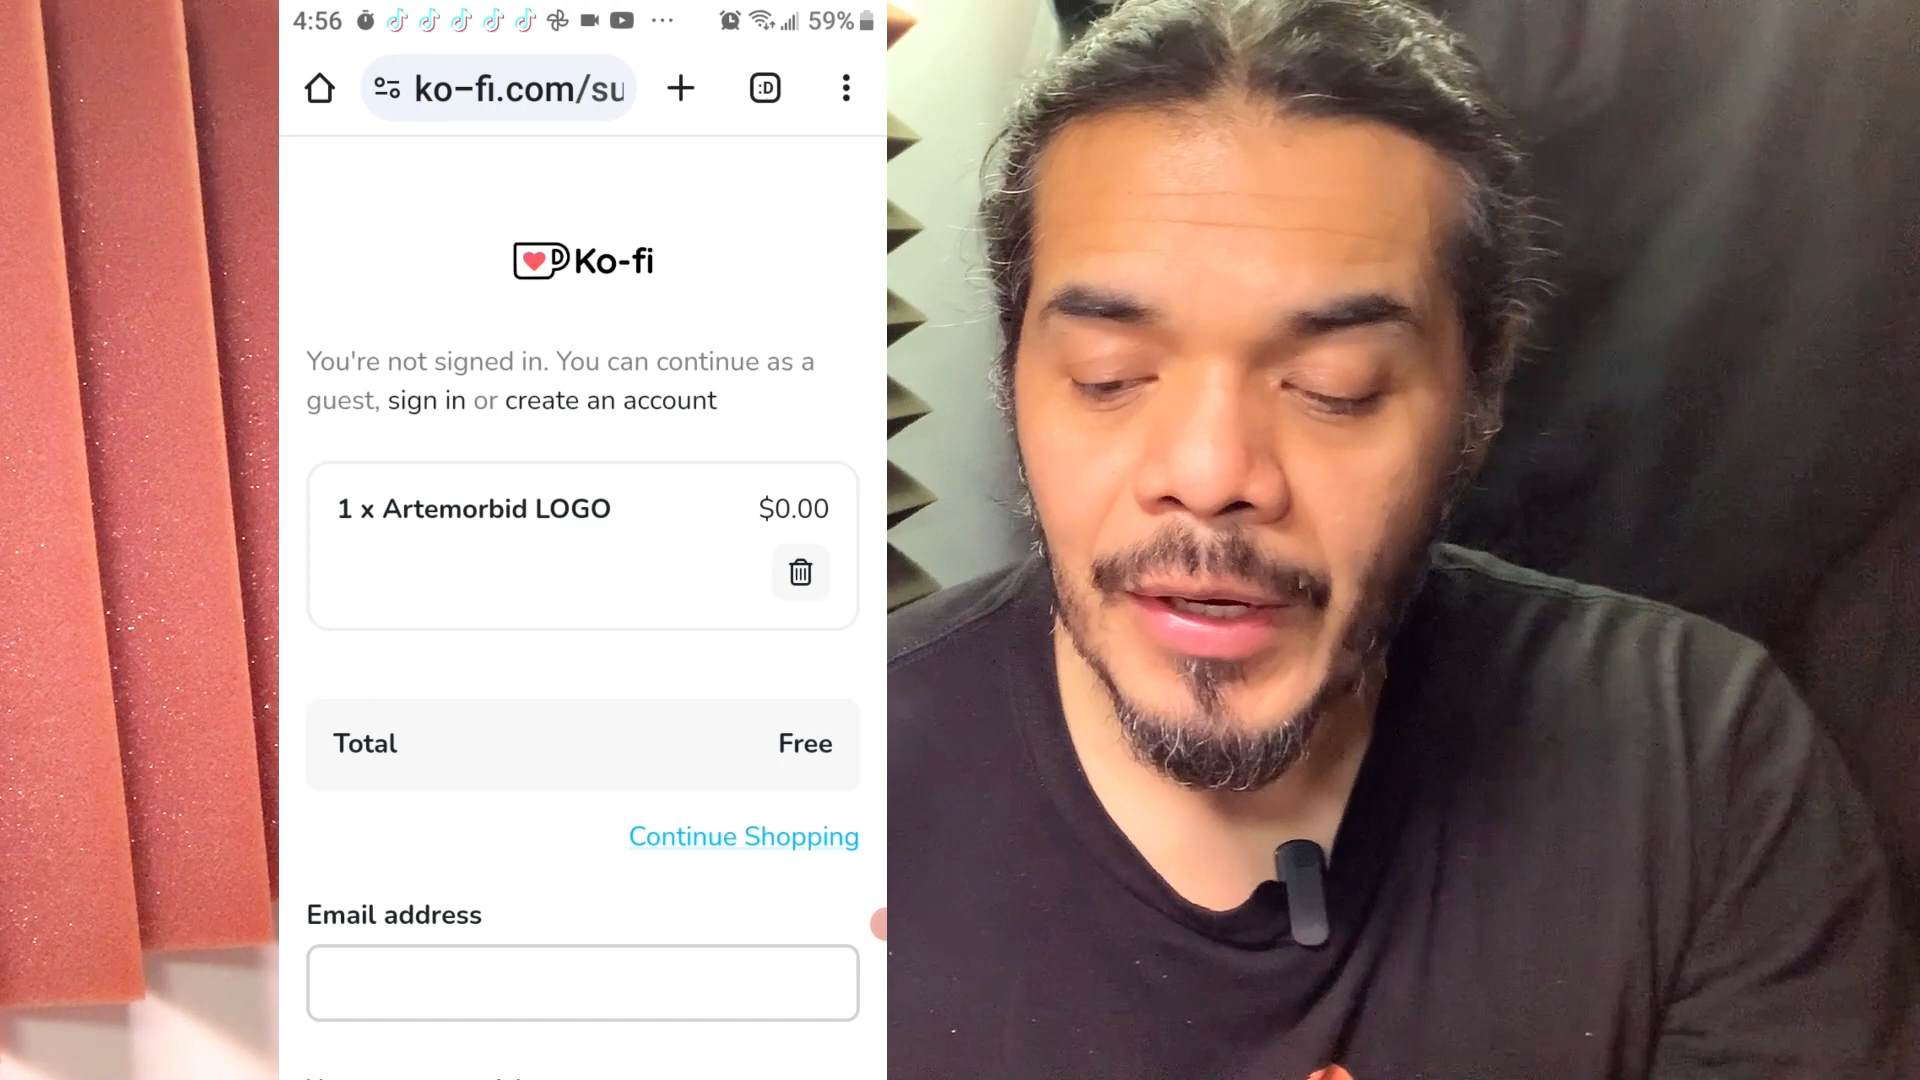 4:56 59%
ko-fi.com/su
:D
Ko-fi
You're not signed in. You can continue as a
guest, sign in or create an account
1 x Artemorbid LOGO $0.00
Total Free
Continue Shopping
Email address